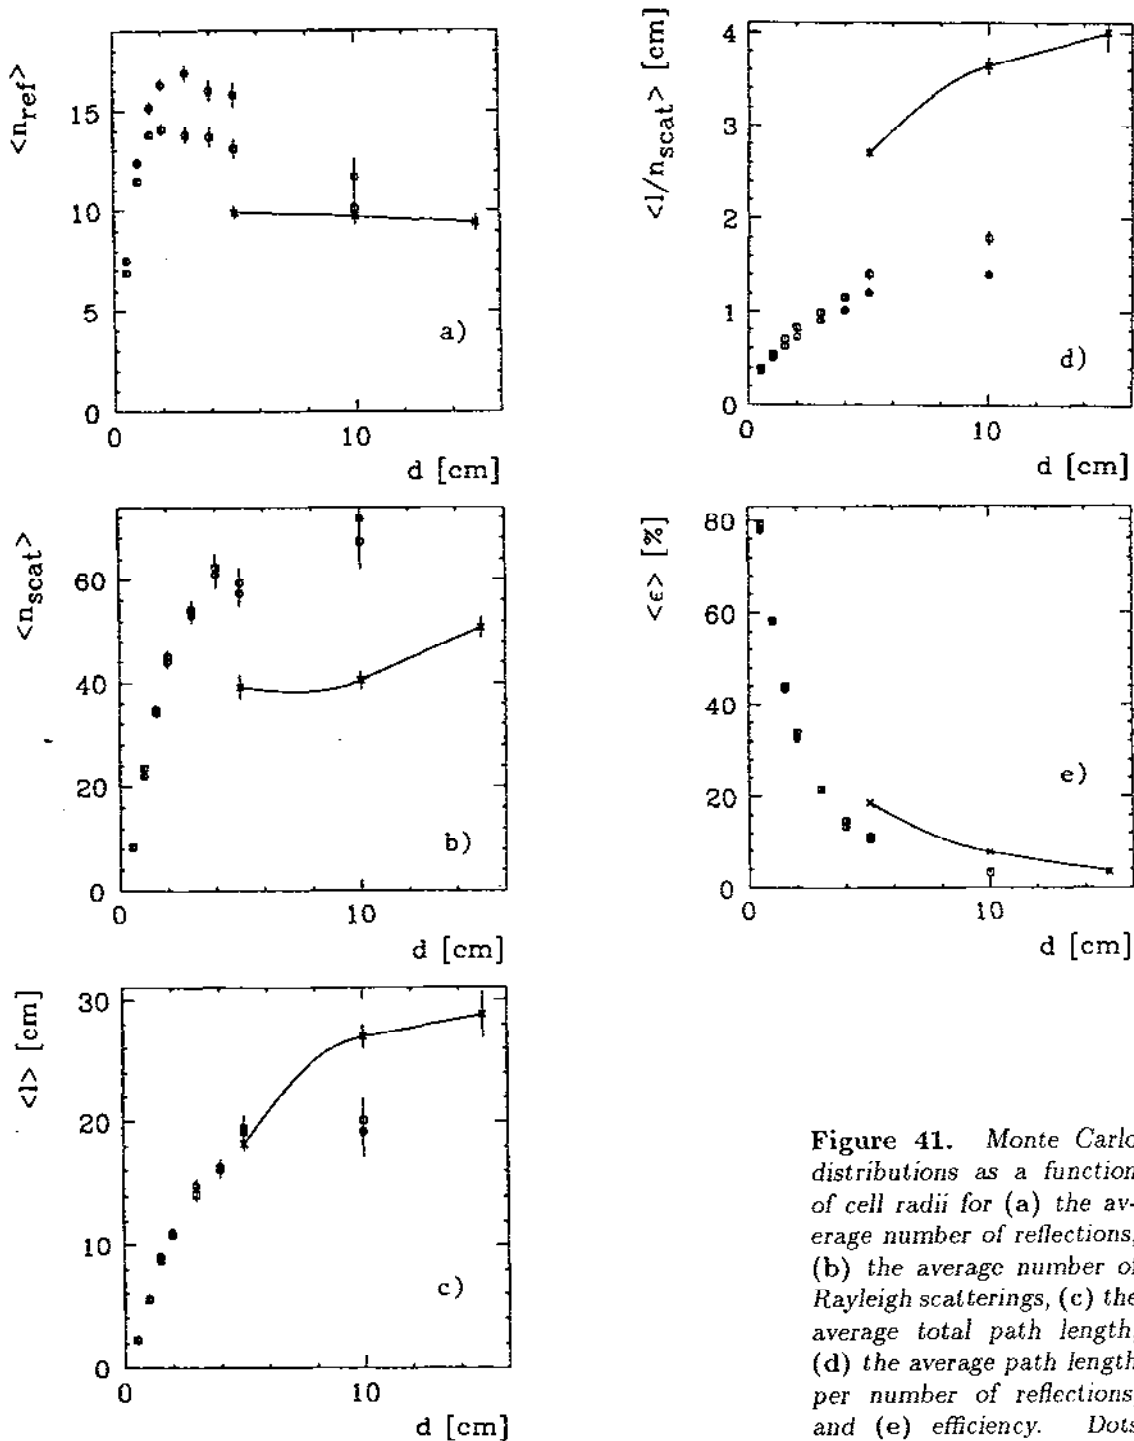 <n_ref>
15
10
5
0
0
10
a)
d [cm]
<n_scat>
60
40
20
0
0
10
b)
d [cm]
<l> [cm]
30
20
10
0
0
10
c)
d [cm]
<l/n_scat> [cm]
4
3
2
1
0
0
10
d)
d [cm]
<ϵ> [%]
80
60
40
20
0
0
10
e)
d [cm]
Figure 41. Monte Carlo
distributions as a function
of cell radii for (a) the av-
erage number of reflections,
(b) the average number of
Rayleigh scatterings, (c) the
average total path length,
(d) the average path length
per number of reflections,
and (e) efficiency. Dots